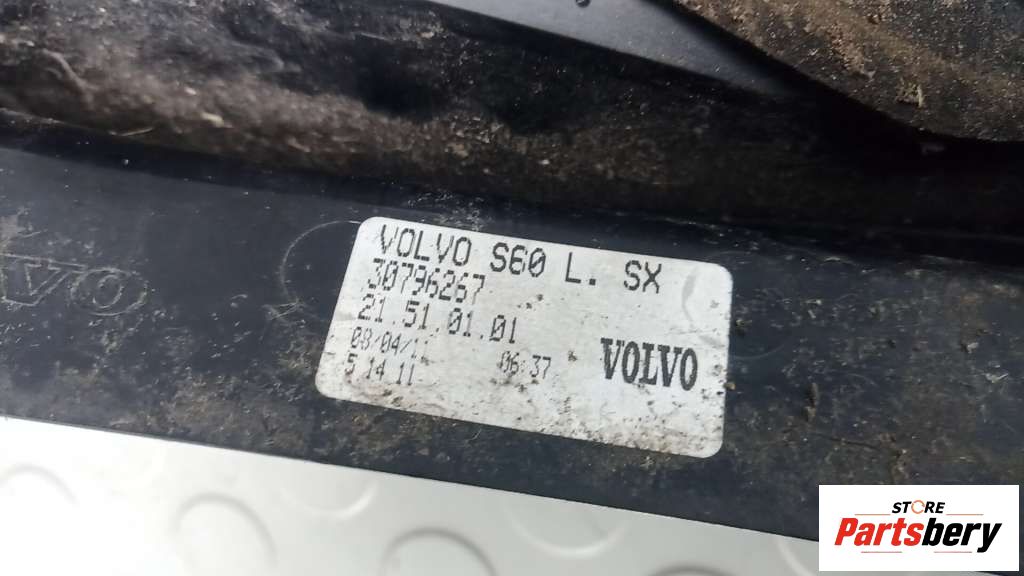 VOLVO S60 L. SX
30796267
21.51.01.01
08/04/11 06:37
5 14 11
VOLVO
VO
STORE
Partsbery